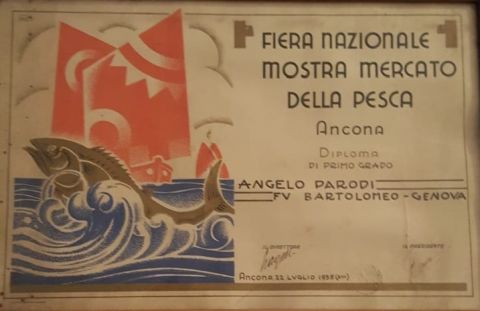 FIERA NAZIONALE
MOSTRA MERCATO
DELLA PESCA
ANCONA
DIPLOMA
DI PRIMO GRADO
ANGELO PARODI
FU BARTOLOMEO - GENOVA
IL DIRETTORE
IL PRESIDENTE
ANCONA 22 LUGLIO